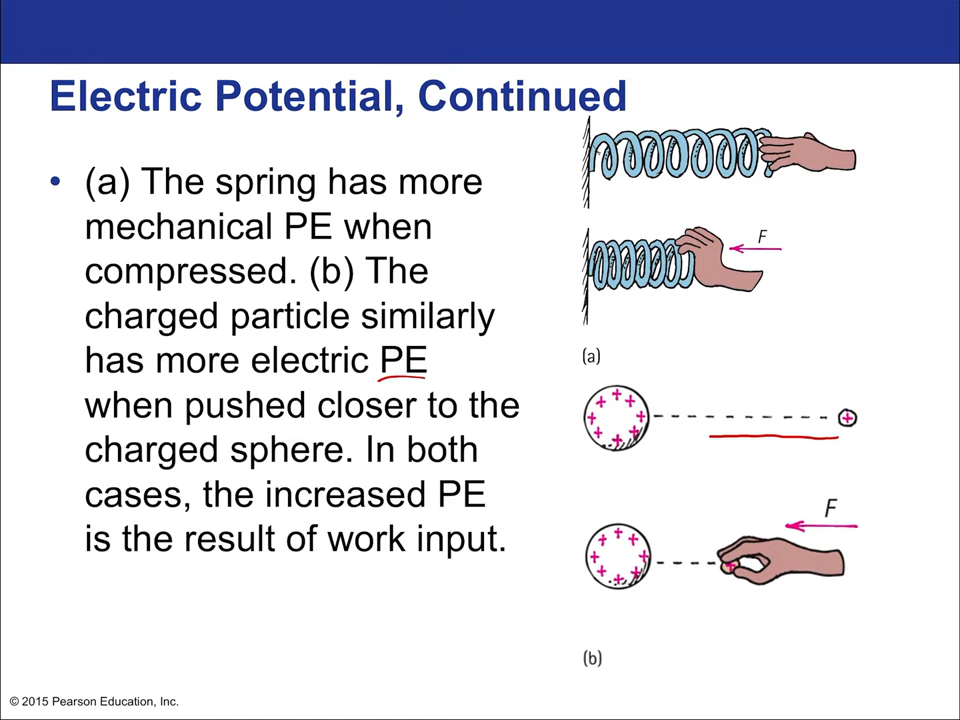 Electric Potential, Continued
• (a) The spring has more
mechanical PE when
compressed. (b) The
charged particle similarly
has more electric PE
when pushed closer to the
charged sphere. In both
cases, the increased PE
is the result of work input.
F
(a)
F
(b)
© 2015 Pearson Education, Inc.